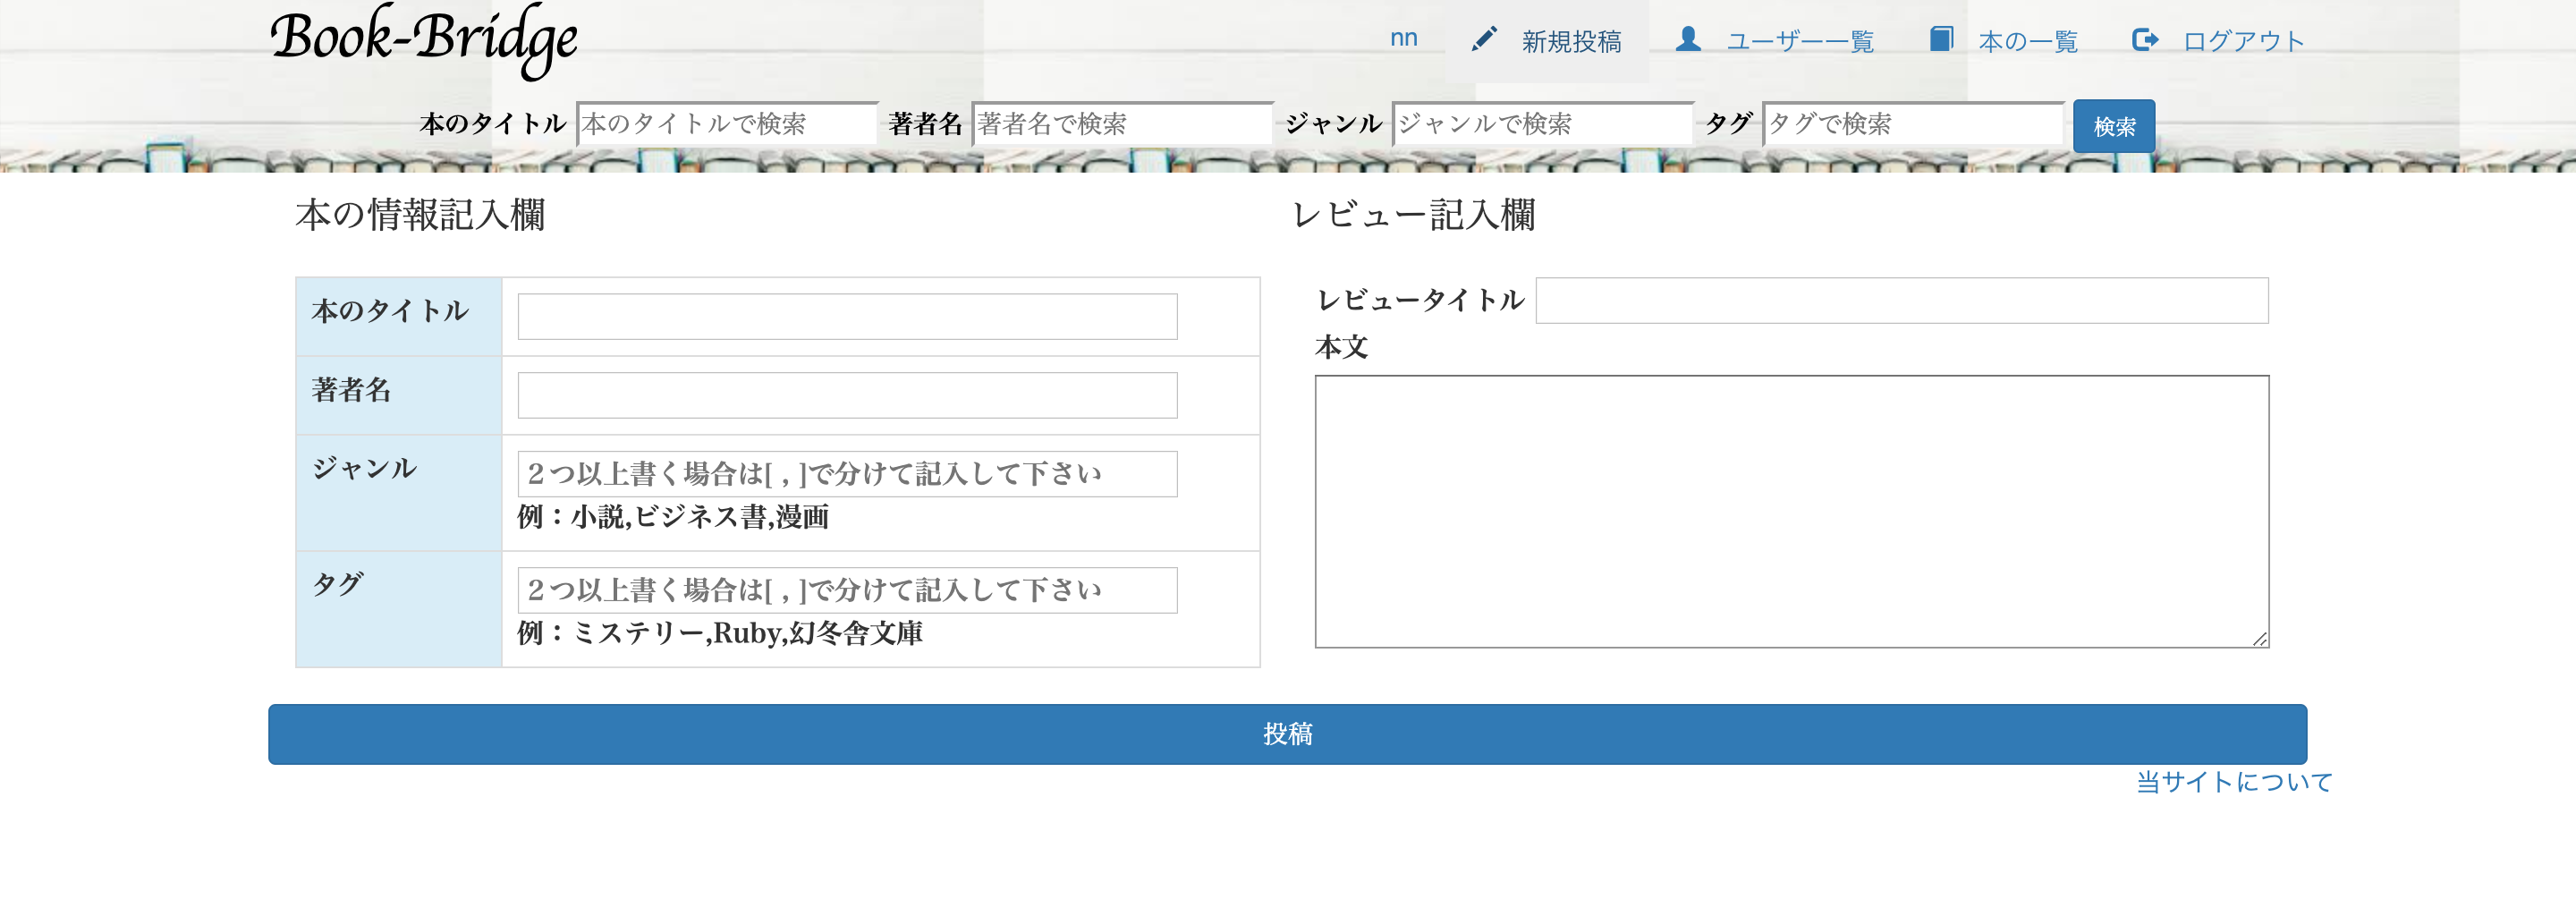 Book-Bridge
nn 新規投稿 ユーザー一覧 本の一覧 ログアウト
本のタイトル 本のタイトルで検索 著者名 著者名で検索 ジャンル ジャンルで検索 タグ タグで検索 検索
本の情報記入欄
本のタイトル
著者名
ジャンル ２つ以上書く場合は[ , ]で分けて記入して下さい
例：小説,ビジネス書,漫画
タグ ２つ以上書く場合は[ , ]で分けて記入して下さい
例：ミステリー,Ruby,幻冬舎文庫
レビュー記入欄
レビュータイトル
本文
投稿
当サイトについて